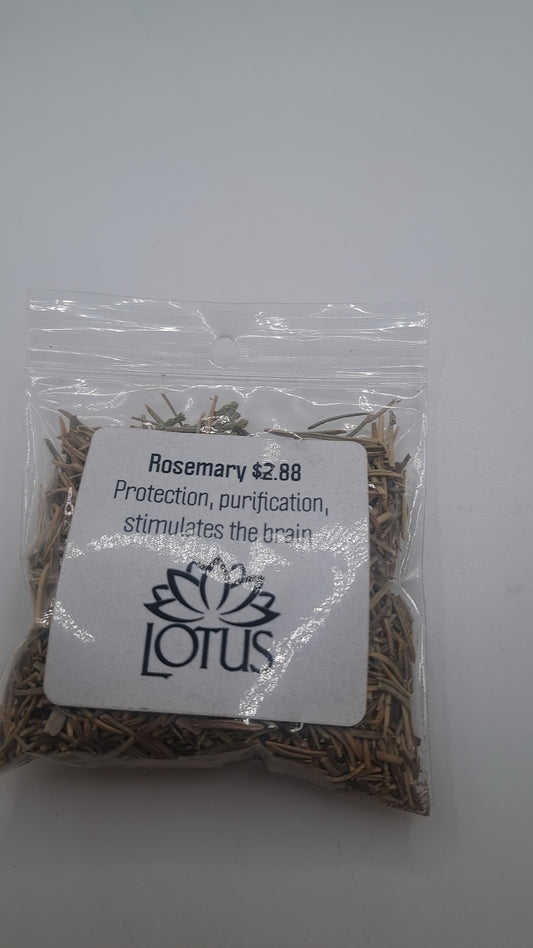 Rosemary $2.88
Protection, purification,
stimulates the brain
LOTUS